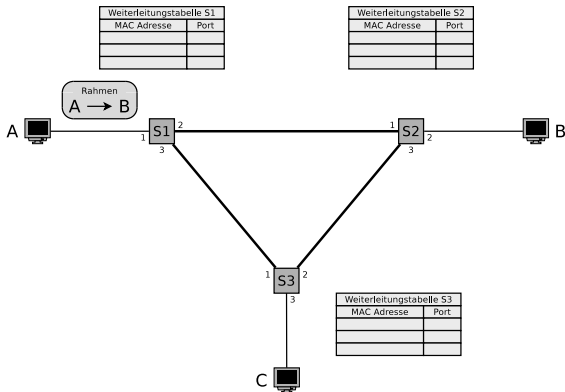 Weiterleitungstabelle S1
MAC Adresse Port
Weiterleitungstabelle S2
MAC Adresse Port
Rahmen
A → B
A
1
S1
2
3
1
S2
2
3
B
1
S3
2
3
Weiterleitungstabelle S3
MAC Adresse Port
C